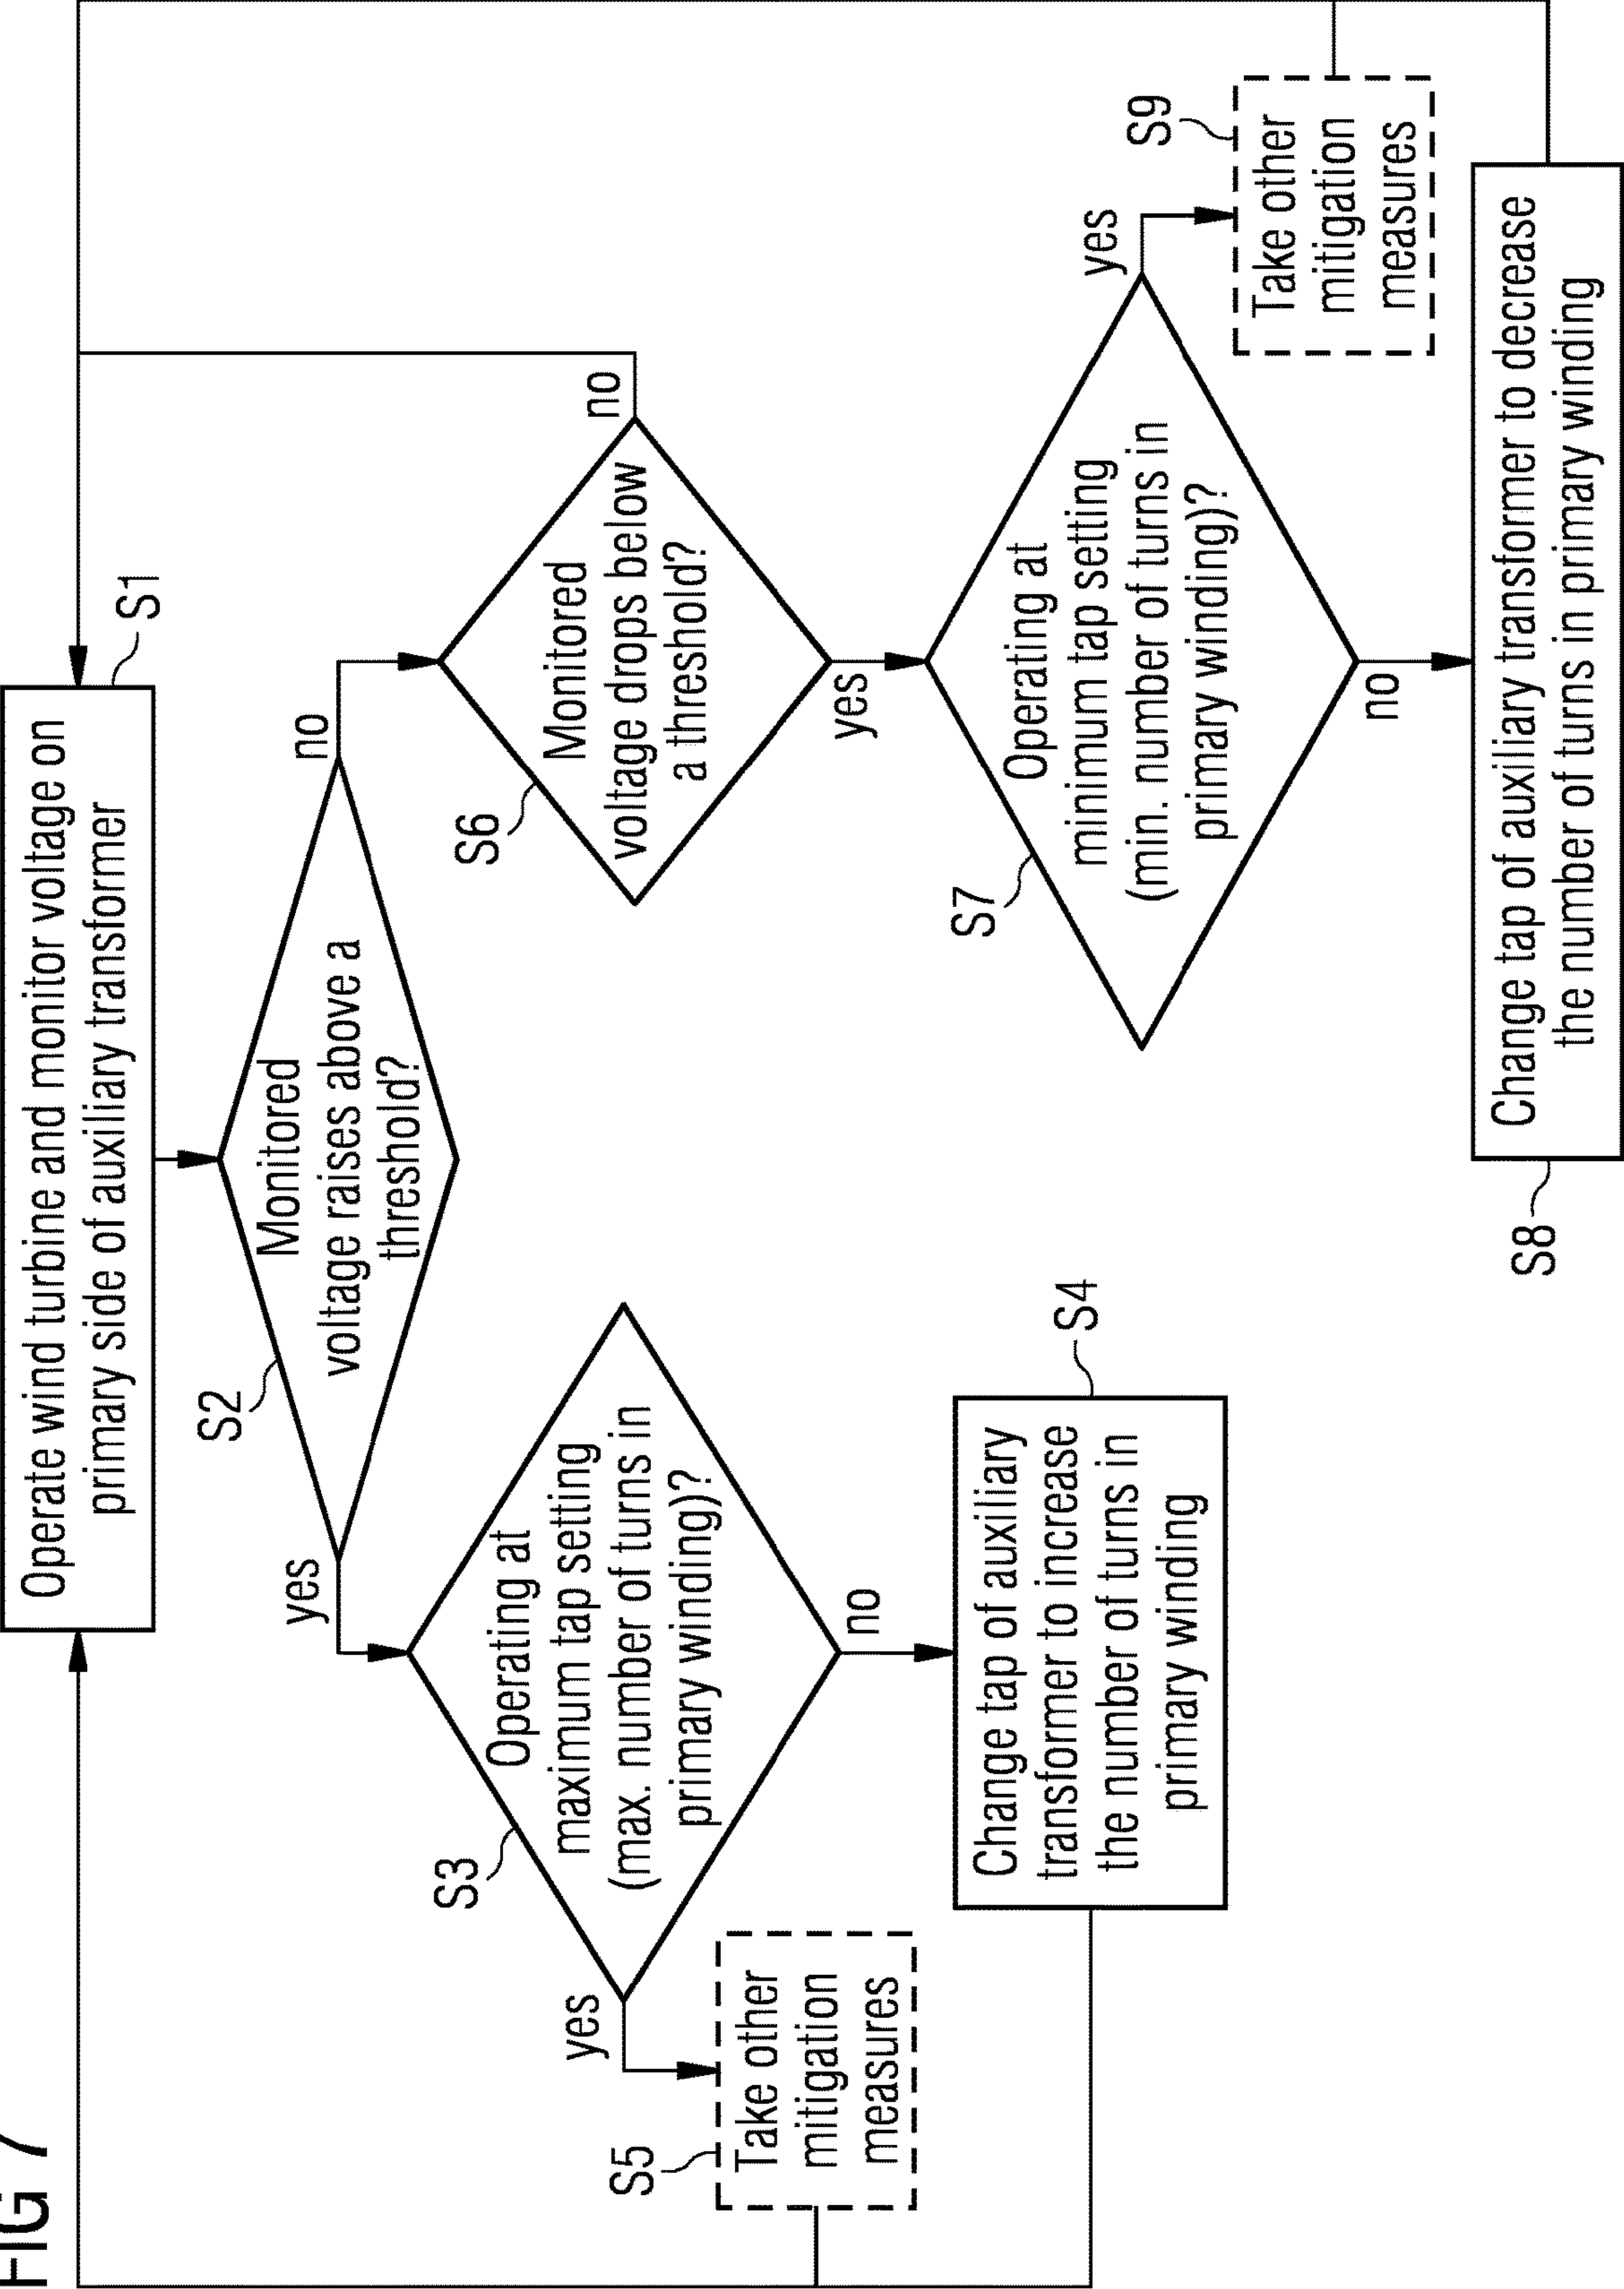 FIG 7
Operate wind turbine and monitor voltage on
primary side of auxiliary transformer
S1
S2
Monitored
voltage raises above a
threshold?
yes
no
S3
Operating at
maximum tap setting
(max. number of turns in
primary winding)?
yes
no
S5
Take other
mitigation
measures
Change tap of auxiliary
transformer to increase
the number of turns in
primary winding
S4
S6
Monitored
voltage drops below
a threshold?
no
yes
S7
Operating at
minimum tap setting
(min. number of turns in
primary winding)?
yes
no
S9
Take other
mitigation
measures
S8
Change tap of auxiliary transformer to decrease
the number of turns in primary winding